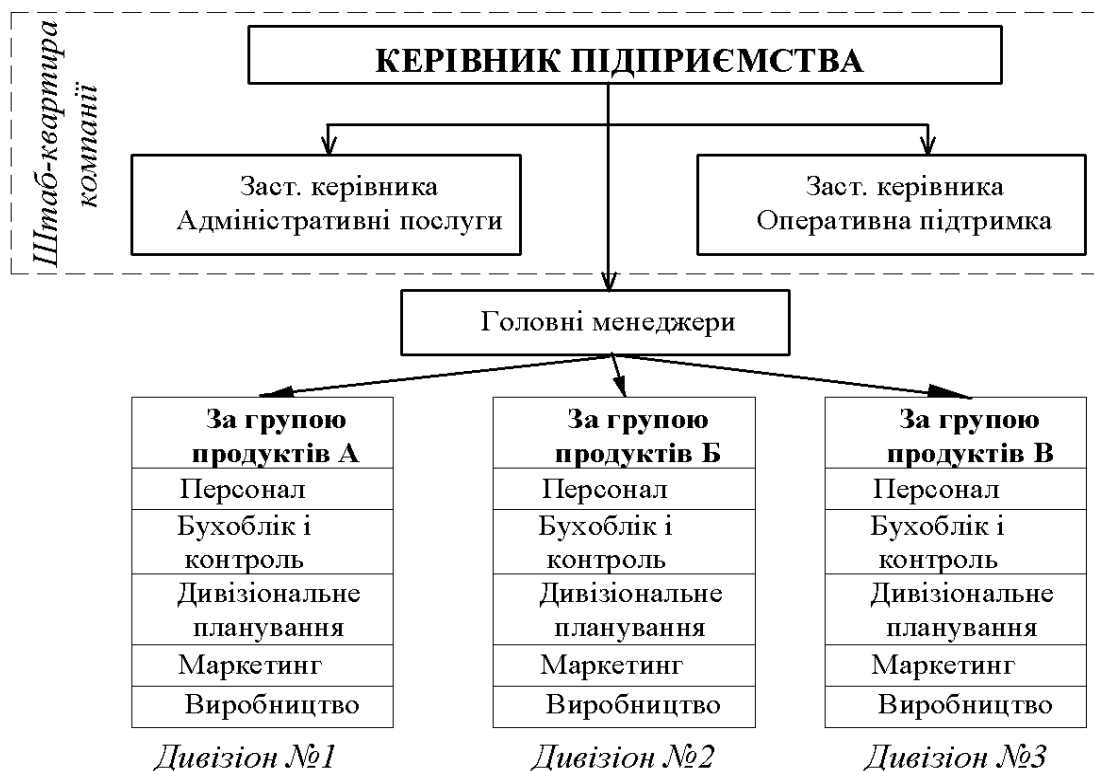 Штаб-квартира
компанії
КЕРІВНИК ПІДПРИЄМСТВА
Заст. керівника
Адміністративні послуги
Заст. керівника
Оперативна підтримка
Головні менеджери
За групою
продуктів А
Персонал
Бухоблік і
контроль
Дивізіональне
планування
Маркетинг
Виробництво
Дивізіон №1
За групою
продуктів Б
Персонал
Бухоблік і
контроль
Дивізіональне
планування
Маркетинг
Виробництво
Дивізіон №2
За групою
продуктів В
Персонал
Бухоблік і
контроль
Дивізіональне
планування
Маркетинг
Виробництво
Дивізіон №3